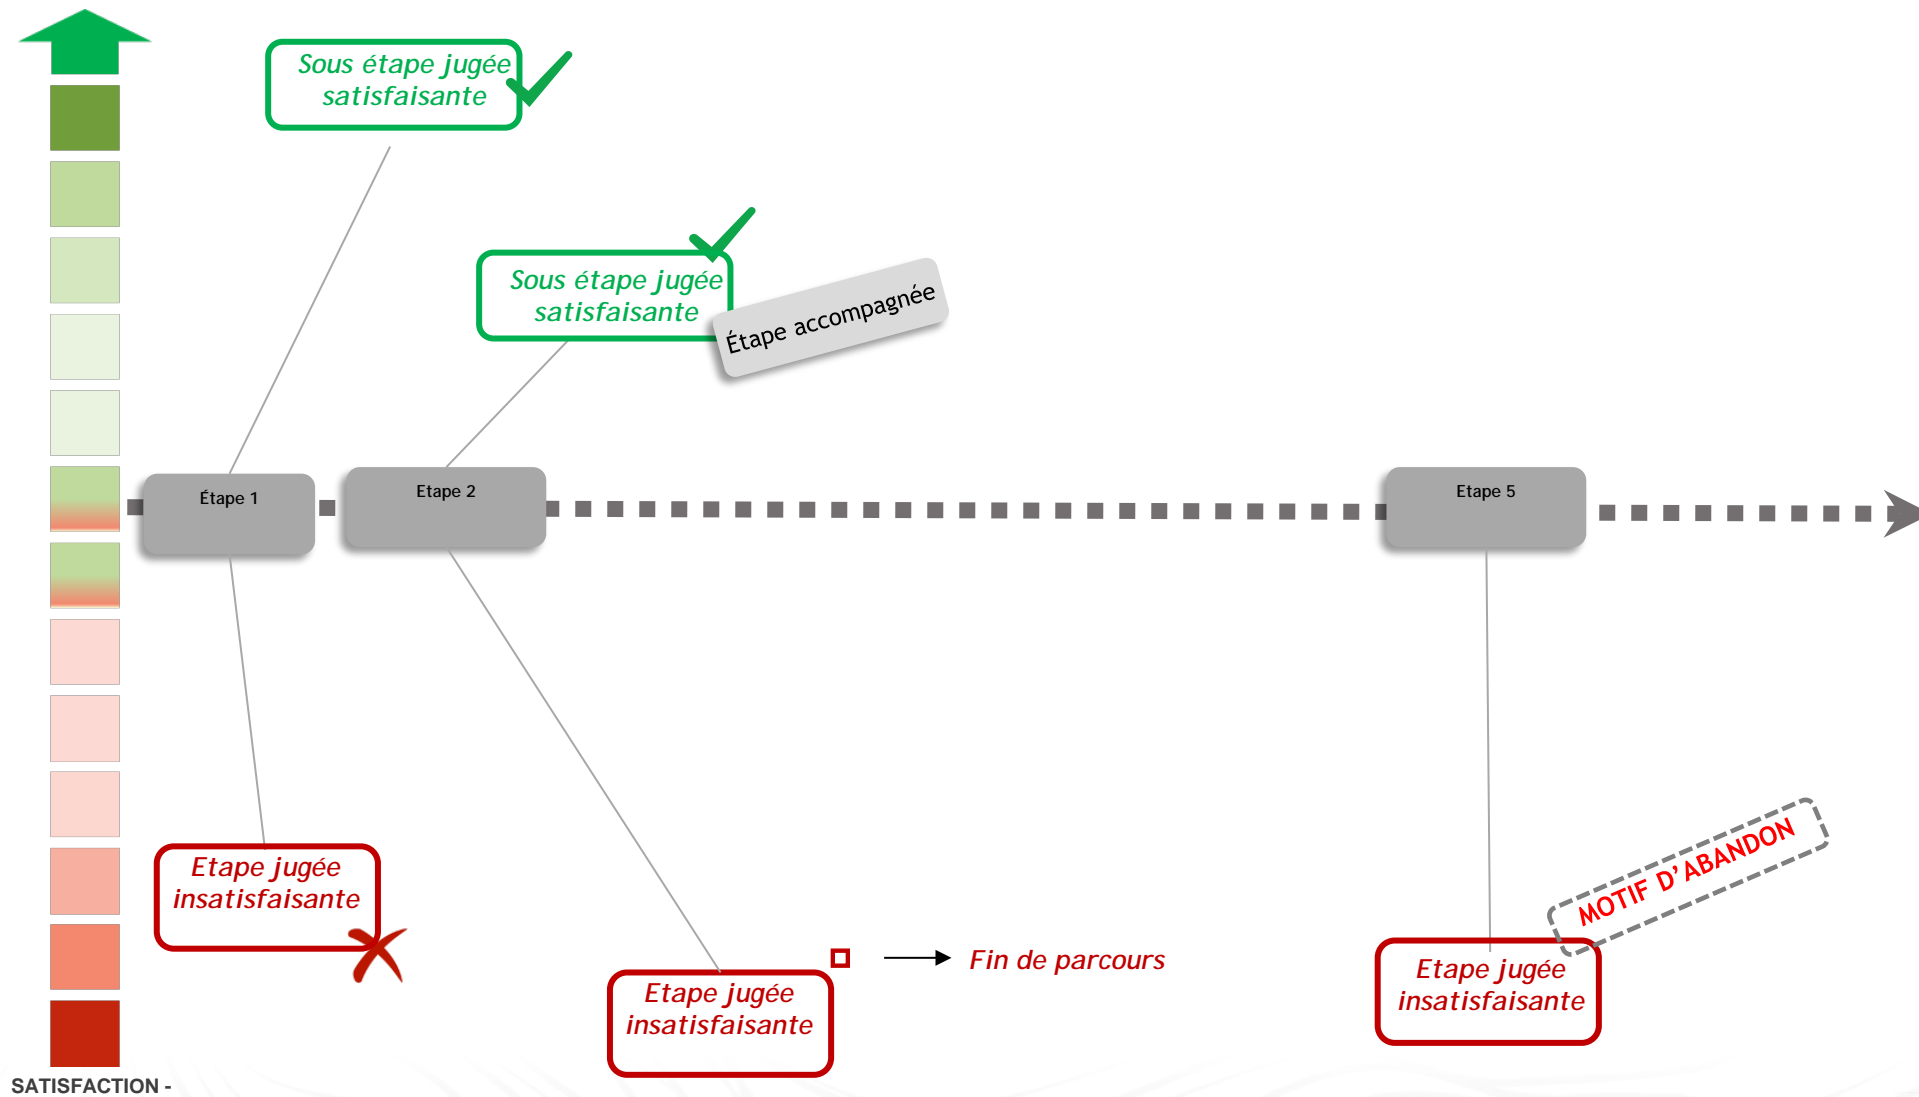 Sous étape jugée
satisfaisante
Sous étape jugée
satisfaisante
Étape accompagnée
Étape 1
Etape 2
Etape 5
Etape jugée
insatisfaisante
Etape jugée
insatisfaisante
Fin de parcours
MOTIF D'ABANDON
Etape jugée
insatisfaisante
SATISFACTION -